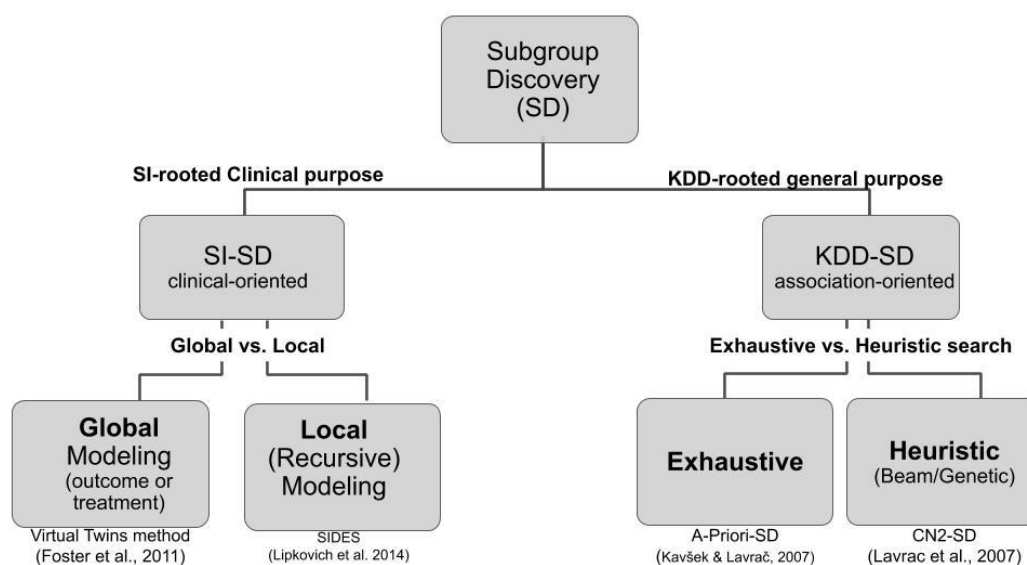 Subgroup
Discovery
(SD)
SI-rooted Clinical purpose
KDD-rooted general purpose
SI-SD
clinical-oriented
KDD-SD
association-oriented
Global vs. Local
Exhaustive vs. Heuristic search
Global
Modeling
(outcome or
treatment)
Local
(Recursive)
Modeling
Exhaustive
Heuristic
(Beam/Genetic)
Virtual Twins method
(Foster et al., 2011)
SIDES
(Lipkovich et al. 2014)
A-Priori-SD
(Kavšek & Lavrač, 2007)
CN2-SD
(Lavrac et al., 2007)